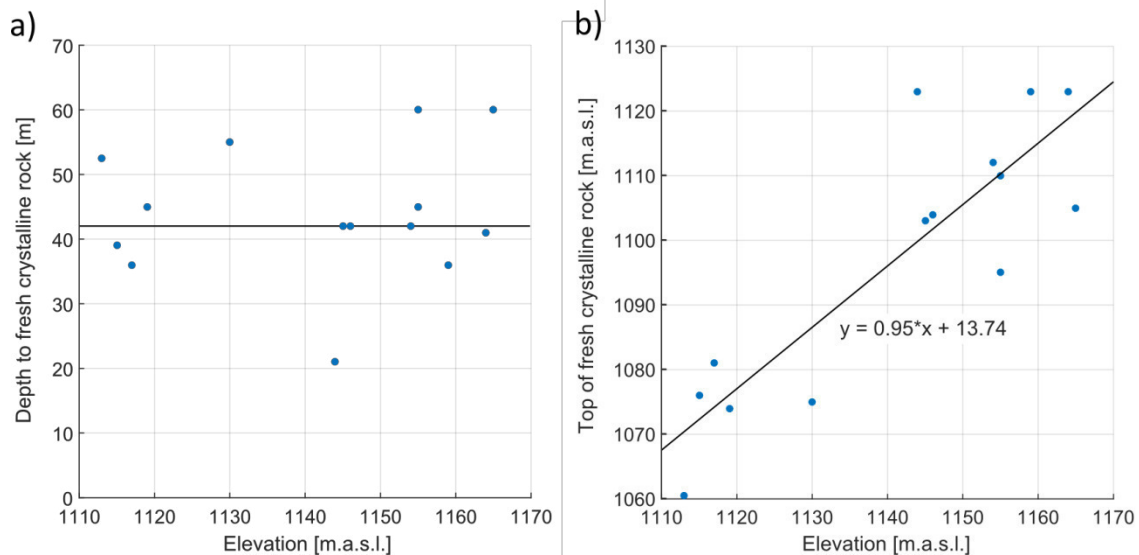 a)
Depth to fresh crystalline rock [m]
70
60
50
40
30
20
10
0
1110 1120 1130 1140 1150 1160 1170
Elevation [m.a.s.l.]
b)
Top of fresh crystalline rock [m.a.s.l.]
1130
1120
1110
1100
1090
1080
1070
1060
y = 0.95*x + 13.74
1110 1120 1130 1140 1150 1160 1170
Elevation [m.a.s.l.]